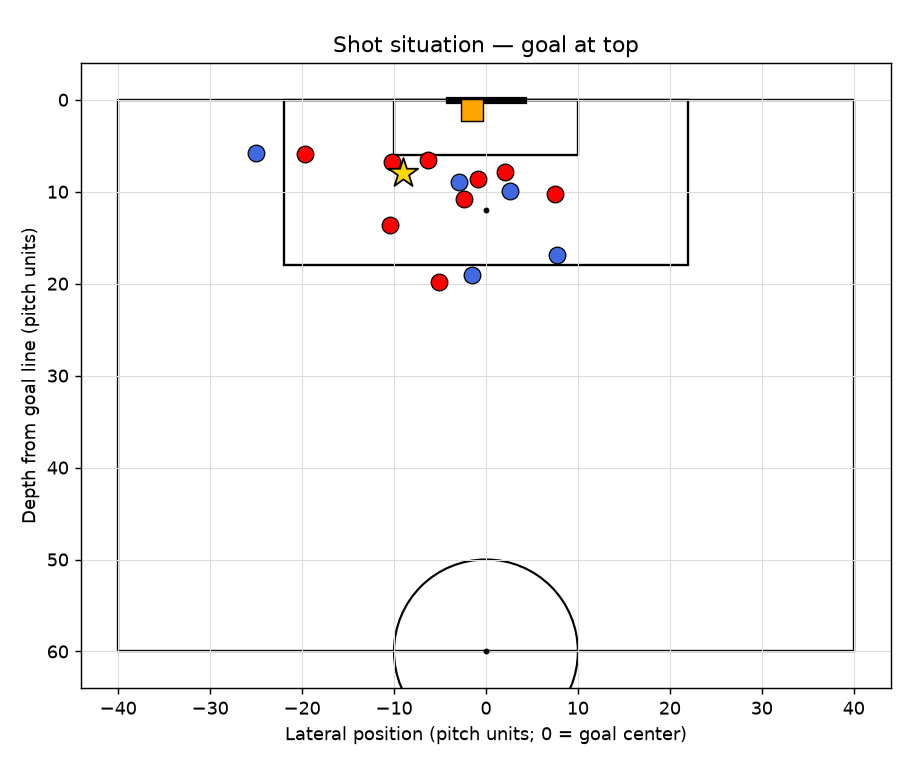 Shot situation — goal at top
Depth from goal line (pitch units)
0
10
20
30
40
50
60
−40 −30 −20 −10 0 10 20 30 40
Lateral position (pitch units; 0 = goal center)